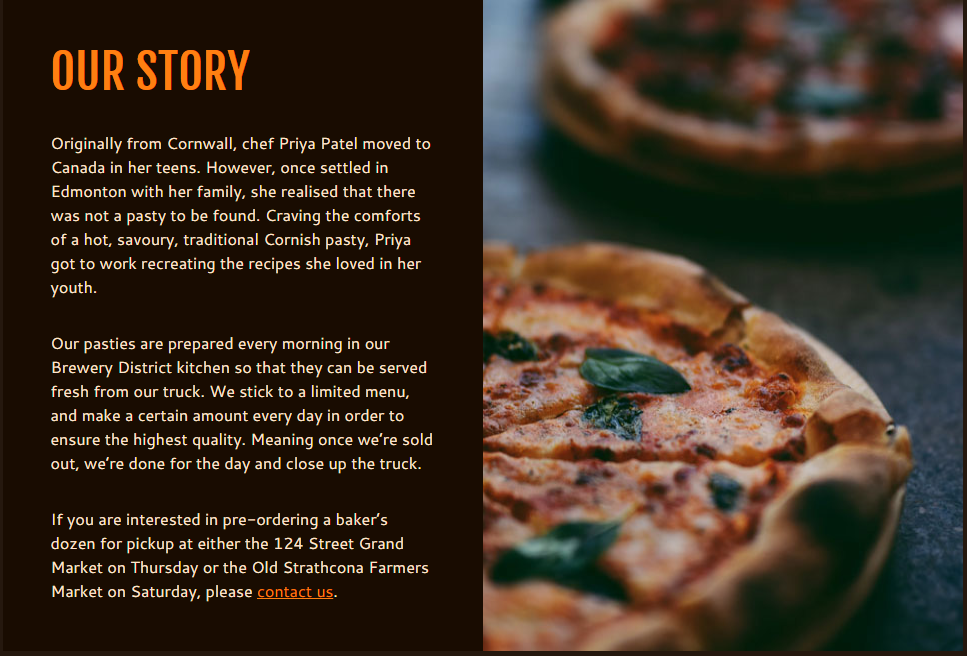 OUR STORY
Originally from Cornwall, chef Priya Patel moved to
Canada in her teens. However, once settled in
Edmonton with her family, she realised that there
was not a pasty to be found. Craving the comforts
of a hot, savoury, traditional Cornish pasty, Priya
got to work recreating the recipes she loved in her
youth.
Our pasties are prepared every morning in our
Brewery District kitchen so that they can be served
fresh from our truck. We stick to a limited menu,
and make a certain amount every day in order to
ensure the highest quality. Meaning once we’re sold
out, we’re done for the day and close up the truck.
If you are interested in pre-ordering a baker’s
dozen for pickup at either the 124 Street Grand
Market on Thursday or the Old Strathcona Farmers
Market on Saturday, please contact us.